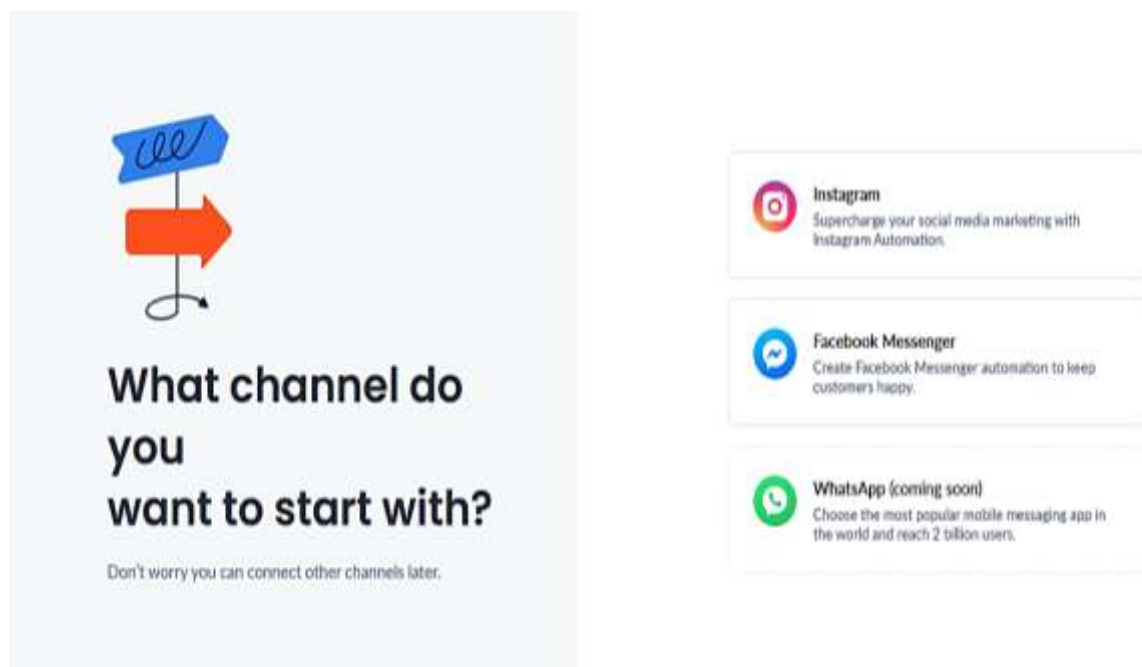 What channel do
you
want to start with?
Don't worry you can connect other channels later.
Instagram
Supercharge your social media marketing with
Instagram Automation.
Facebook Messenger
Create Facebook Messenger automation to keep
customers happy.
WhatsApp (coming soon)
Choose the most popular mobile messaging app in
the world and reach 2 billion users.